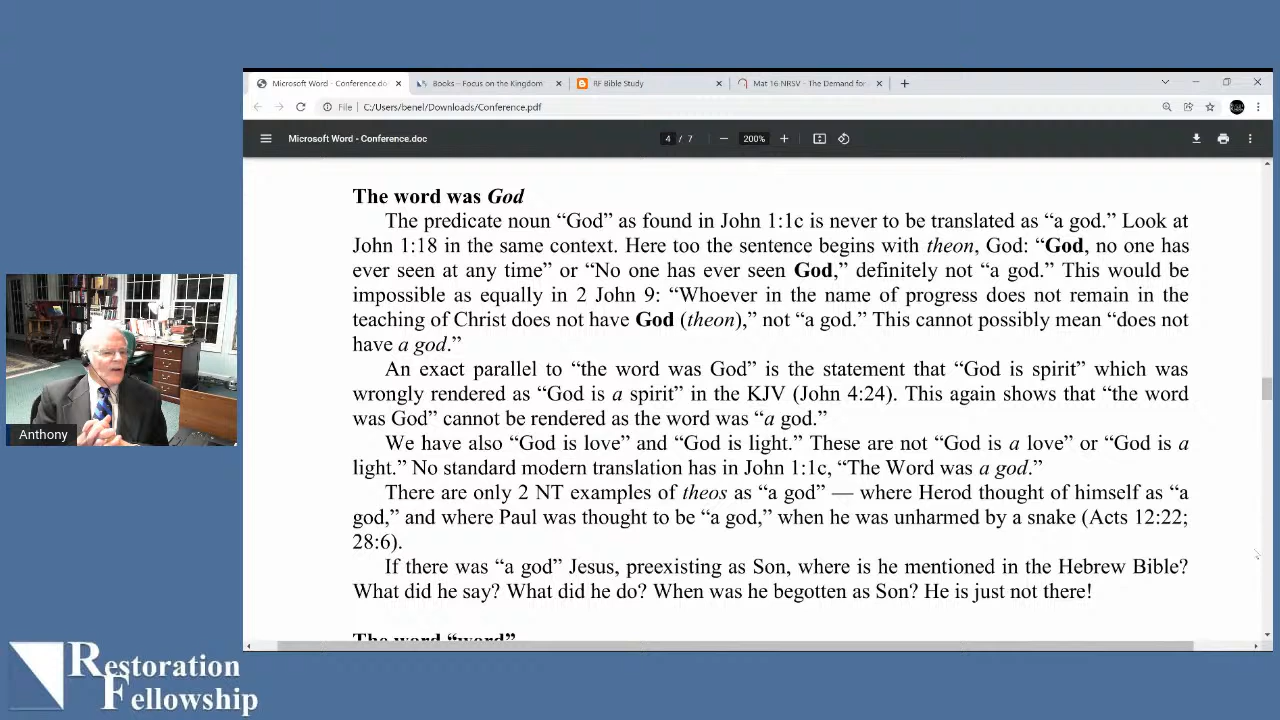 Microsoft Word - Conference.doc
Books – Focus on the Kingdom
RF Bible Study
Mat 16 NRSV - The Demand for
File
C:/Users/benel/Downloads/Conference.pdf
Microsoft Word - Conference.doc
4 / 7
200%
The word was God
The predicate noun “God” as found in John 1:1c is never to be translated as “a god.” Look at
John 1:18 in the same context. Here too the sentence begins with theon, God: “God, no one has
ever seen at any time” or “No one has ever seen God,” definitely not “a god.” This would be
impossible as equally in 2 John 9: “Whoever in the name of progress does not remain in the
teaching of Christ does not have God (theon),” not “a god.” This cannot possibly mean “does not
have a god.”
An exact parallel to “the word was God” is the statement that “God is spirit” which was
wrongly rendered as “God is a spirit” in the KJV (John 4:24). This again shows that “the word
was God” cannot be rendered as the word was “a god.”
We have also “God is love” and “God is light.” These are not “God is a love” or “God is a
light.” No standard modern translation has in John 1:1c, “The Word was a god.”
There are only 2 NT examples of theos as “a god” — where Herod thought of himself as “a
god,” and where Paul was thought to be “a god,” when he was unharmed by a snake (Acts 12:22;
28:6).
If there was “a god” Jesus, preexisting as Son, where is he mentioned in the Hebrew Bible?
What did he say? What did he do? When was he begotten as Son? He is just not there!
The word “word”
Anthony
Restoration
Fellowship